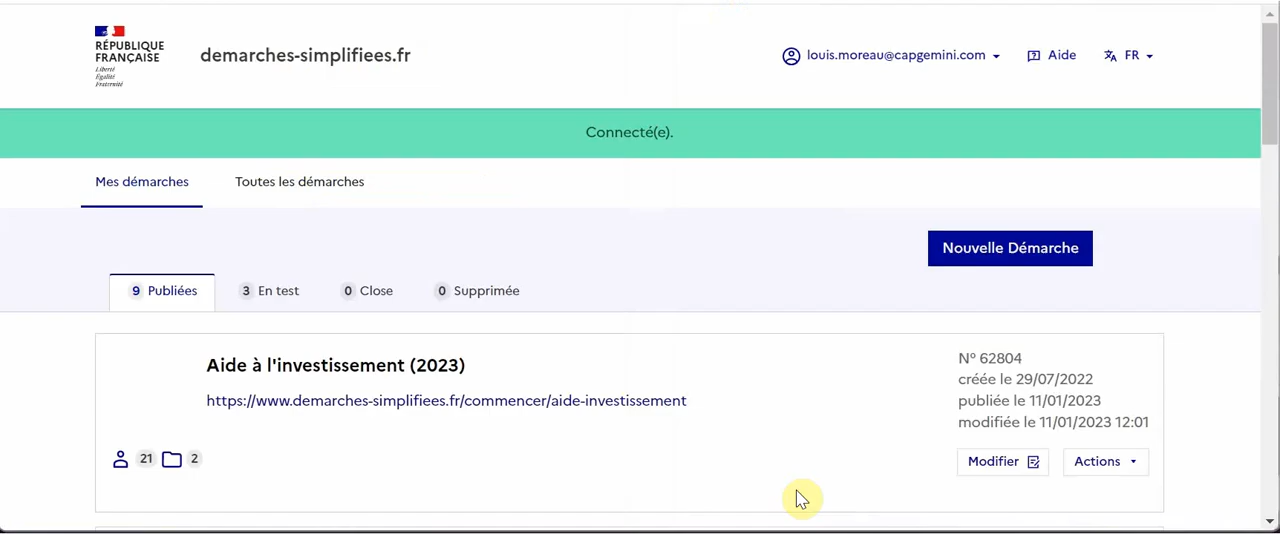 RÉPUBLIQUE
FRANÇAISE
Liberté
Égalité
Fraternité
demarches-simplifiees.fr
louis.moreau@capgemini.com
Aide
FR
Connecté(e).
Mes démarches
Toutes les démarches
Nouvelle Démarche
9 Publiées
3 En test
0 Close
0 Supprimée
Aide à l'investissement (2023)
https://www.demarches-simplifiees.fr/commencer/aide-investissement
21
2
N° 62804
créée le 29/07/2022
publiée le 11/01/2023
modifiée le 11/01/2023 12:01
Modifier
Actions